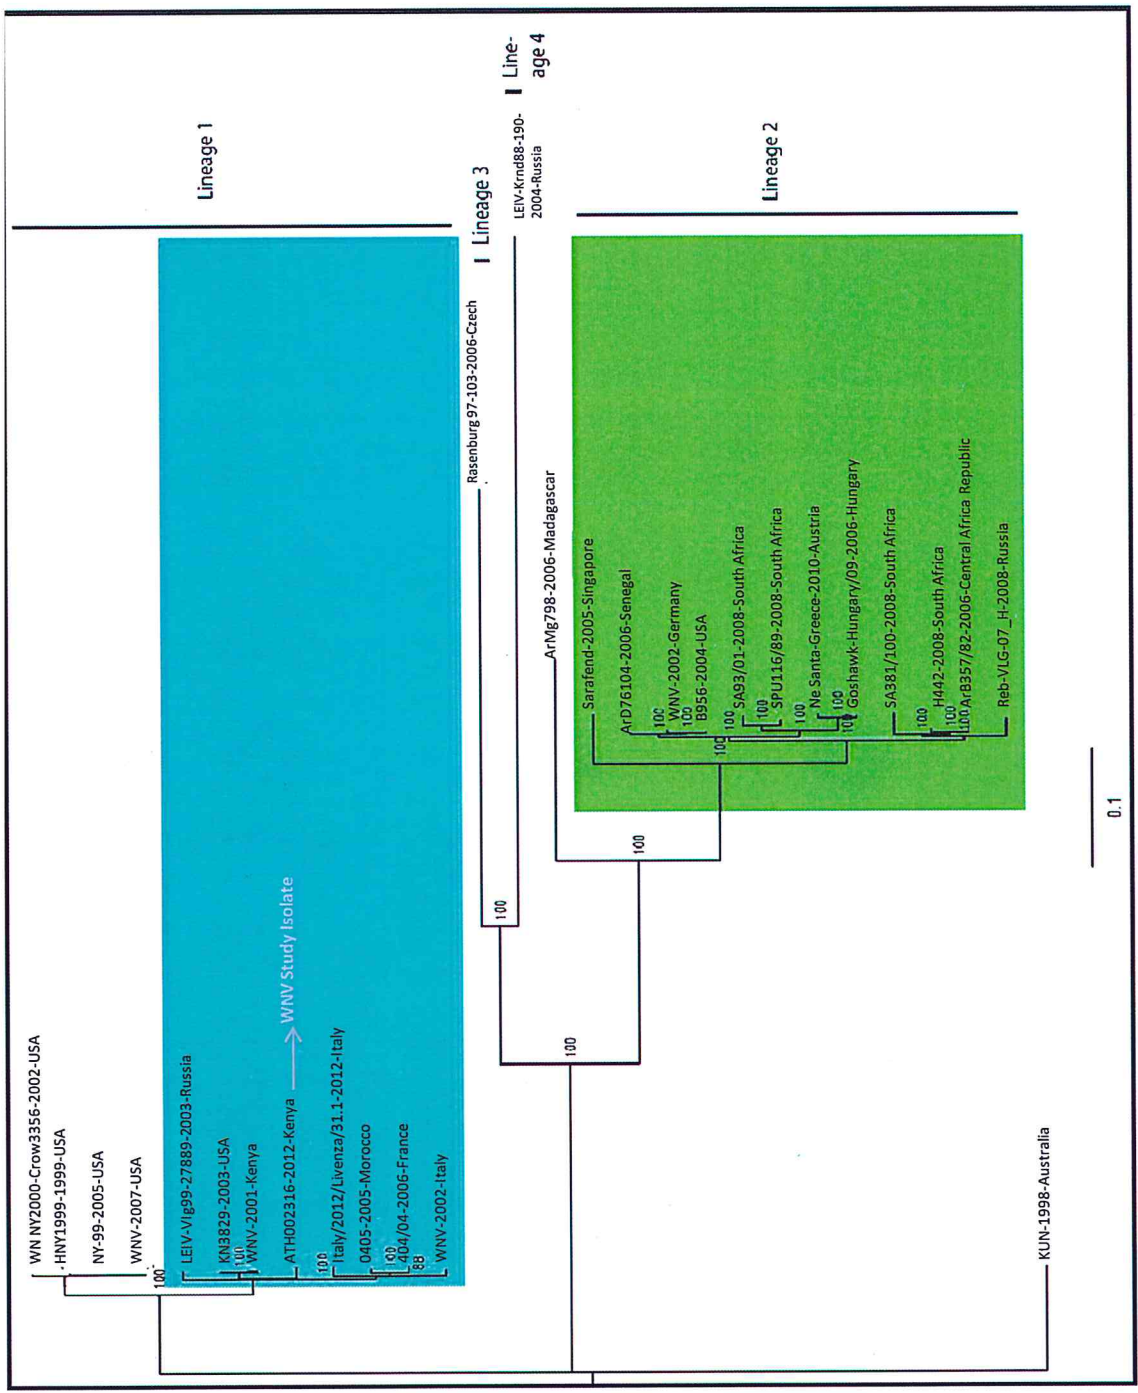 WN NY2000-Crow3356-2002-USA
HNY1999-1999-USA
NY-99-2005-USA
WNV-2007-USA
100
LEIV-Vlg99-27889-2003-Russia
KN3829-2003-USA
100
WNV-2001-Kenya
ATH002316-2012-Kenya
WNV Study Isolate
100
Italy/2012/Livenza/31.1-2012-Italy
0405-2005-Morocco
100
404/04-2006-France
88
WNV-2002-Italy
Lineage 1
Rasenburg97-103-2006-Czech
Lineage 3
100
LEIV-Krnd88-190-
2004-Russia
Line-
age 4
100
ArMg798-2006-Madagascar
100
Sarafend-2005-Singapore
ArD76104-2006-Senegal
100
WNV-2002-Germany
100
B956-2004-USA
100
100
SA93/01-2008-South Africa
100
SPU116/89-2008-South Africa
100
Ne Santa-Greece-2010-Austria
100
Goshawk-Hungary/09-2006-Hungary
100
SA381/100-2008-South Africa
100
H442-2008-South Africa
100
ArB357/82-2006-Central Africa Republic
100
Reb-VLG-07_H-2008-Russia
Lineage 2
KUN-1998-Australia
0.1